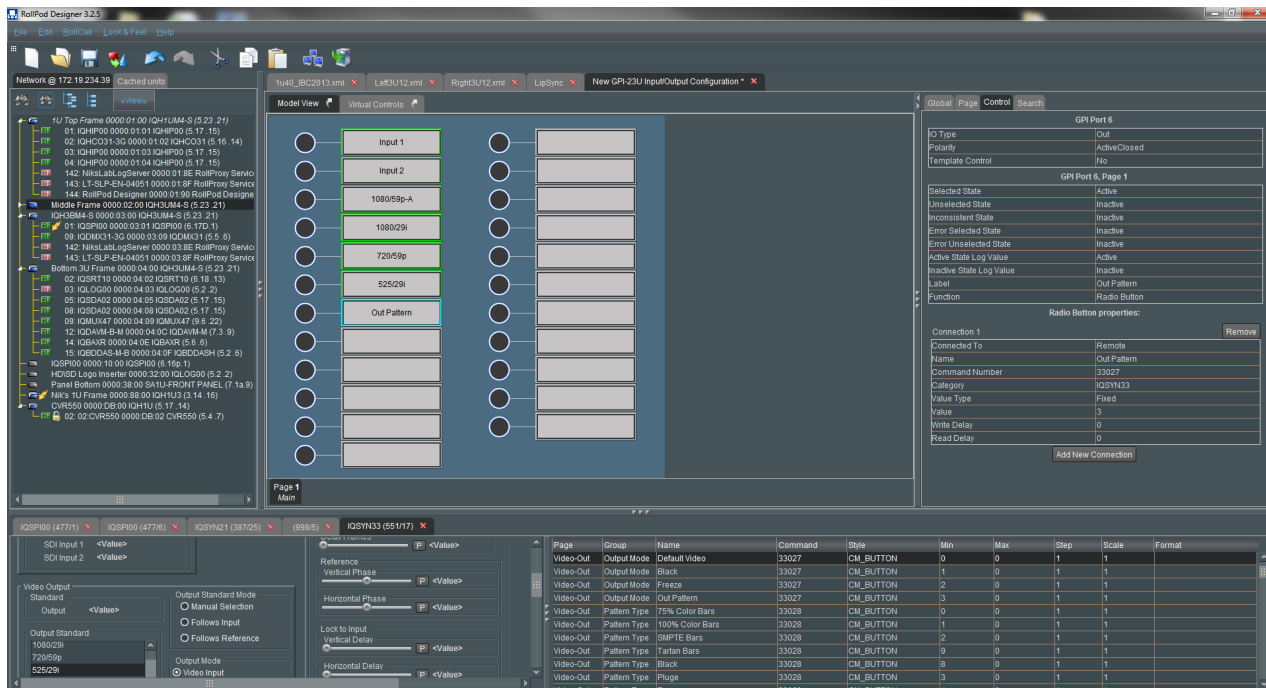 RollPod Designer 3.2.5
File Edit RollCall Look & Feel Help
Network @ 172.19.234.39 Cached units
«View»
1U Top Frame 0000:01:00 IQH1UM4-S (5.23 .21)
01: IQHIP00 0000:01:01 IQHIP00 (5.17 .15)
02: IQHCO31-3G 0000:01:02 IQHCO31 (5.16 .14)
03: IQHIP00 0000:01:03 IQHIP00 (5.17 .15)
04: IQHIP00 0000:01:04 IQHIP00 (5.17 .15)
142: NiksLabLogServer 0000:01:8E RollProxy Servic
143: LT-SLP-EN-04051 0000:01:8F RollProxy Service
144: RollPod Designer 0000:01:90 RollPod Designe
Middle Frame 0000:02:00 IQH3UM4-S (5.23 .21)
IQH3BM4-S 0000:03:00 IQH3UM4-S (5.23 .21)
01: IQSPI00 0000:03:01 IQSPI00 (6.17D.1)
09: IQDMX31-3G 0000:03:09 IQDMX31 (5.5 .6)
142: NiksLabLogServer 0000:03:8E RollProxy Servic
143: LT-SLP-EN-04051 0000:03:8F RollProxy Service
Bottom 3U Frame 0000:04:00 IQH3UM4-S (5.23 .21)
02: IQSRT10 0000:04:02 IQSRT10 (6.18 .13)
03: IQLOG00 0000:04:03 IQLOG00 (5.2 .2)
05: IQSDA02 0000:04:05 IQSDA02 (5.17 .15)
08: IQSDA02 0000:04:08 IQSDA02 (5.17 .15)
09: IQMUX47 0000:04:09 IQMUX47 (9.6 .22)
12: IQDAVM-B-M 0000:04:0C IQDAVM-M (7.3 .9)
14: IQBAXR 0000:04:0E IQBAXR (5.6 .6)
15: IQBDDAS-M-B 0000:04:0F IQBDDASH (5.2 .6)
IQSPI00 0000:10:00 IQSPI00 (6.16p.1)
HD\SD Logo Inserter 0000:32:00 IQLOG00 (5.2 .2)
Panel Bottom 0000:38:00 SA1U-FRONT PANEL (7.1a.9)
Nik's 1U Frame 0000:88:00 IQH1U3 (3.14 .16)
CVR550 0000:DB:00 IQH1U (5.17 .14)
02: 02:CVR550 0000:DB:02 CVR550 (5.4 .7)
1u40_IBC2013.xml Left3U12.xml Right3U12.xml LipSync New GPI-23U Input/Output Configuration *
Model View Virtual Controls
Input 1
Input 2
1080/59p-A
1080/29i
720/59p
525/29i
Out Pattern
Page 1
Main
Global Page Control Search
GPI Port 6
IO Type Out
Polarity ActiveClosed
Template Control No
GPI Port 6, Page 1
Selected State Active
Unselected State Inactive
Inconsistent State Inactive
Error Selected State Inactive
Error Unselected State Inactive
Active State Log Value Active
Inactive State Log Value Inactive
Label Out Pattern
Function Radio Button
Radio Button properties:
Connection 1 Remove
Connected To Remote
Name Out Pattern
Command Number 33027
Category IQSYN33
Value Type Fixed
Value 3
Write Delay 0
Read Delay 0
Add New Connection
IQSPI00 (477/1) IQSPI00 (477/6) IQSYN21 (387/25) (998/5) IQSYN33 (551/17)
SDI Input 1 <Value>
SDI Input 2 <Value>
Video Output
Standard
Output <Value>
Output Standard
1080/29i
720/59p
525/29i
Output Standard Mode
Manual Selection
Follows Input
Follows Reference
Output Mode
Video Input
Delay Frames
P <Value>
Reference
Vertical Phase
P <Value>
Horizontal Phase
P <Value>
Lock to Input
Vertical Delay
P <Value>
Horizontal Delay
P <Value>
Page Group Name Command Style Min Max Step Scale Format
Video-Out Output Mode Default Video 33027 CM_BUTTON 0 0 1 1
Video-Out Output Mode Black 33027 CM_BUTTON 1 0 1 1
Video-Out Output Mode Freeze 33027 CM_BUTTON 2 0 1 1
Video-Out Output Mode Out Pattern 33027 CM_BUTTON 3 0 1 1
Video-Out Pattern Type 75% Color Bars 33028 CM_BUTTON 0 0 1 1
Video-Out Pattern Type 100% Color Bars 33028 CM_BUTTON 1 0 1 1
Video-Out Pattern Type SMPTE Bars 33028 CM_BUTTON 2 0 1 1
Video-Out Pattern Type Tartan Bars 33028 CM_BUTTON 9 0 1 1
Video-Out Pattern Type Black 33028 CM_BUTTON 8 0 1 1
Video-Out Pattern Type Pluge 33028 CM_BUTTON 3 0 1 1